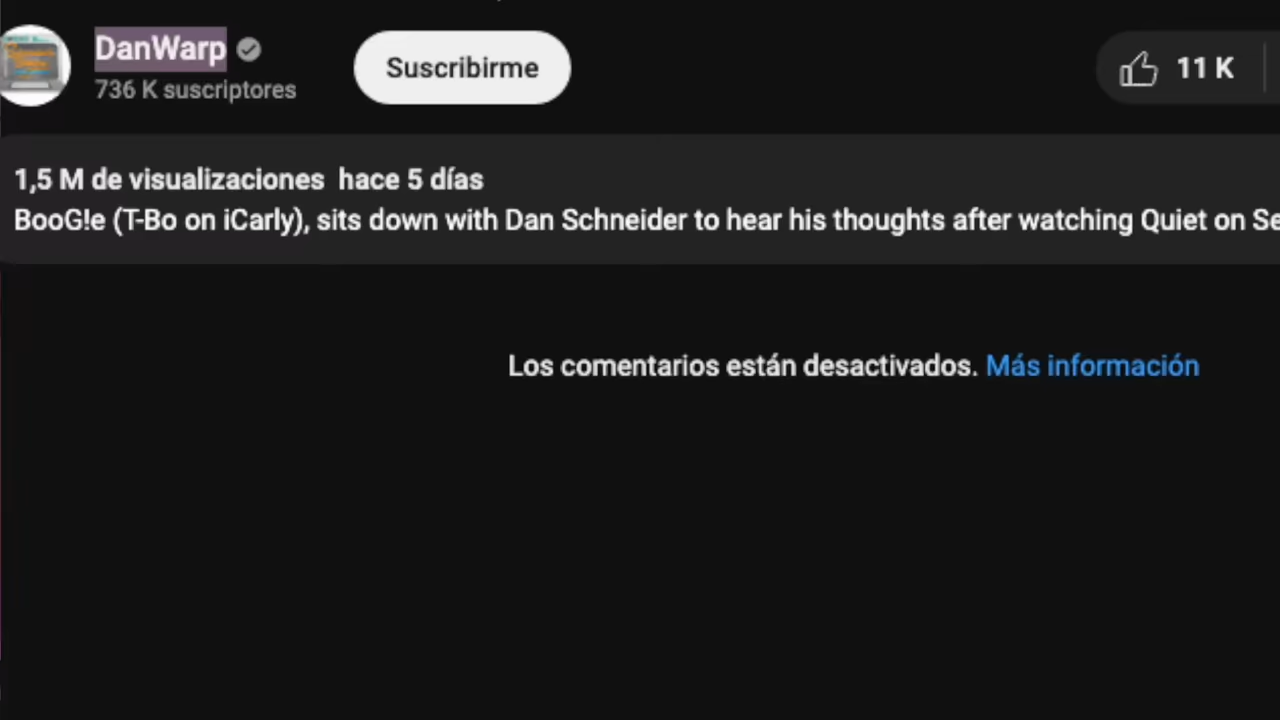 DanWarp
736 K suscriptores
Suscribirme
11 K
1,5 M de visualizaciones hace 5 días
BooG!e (T-Bo on iCarly), sits down with Dan Schneider to hear his thoughts after watching Quiet on Se
Los comentarios están desactivados. Más información